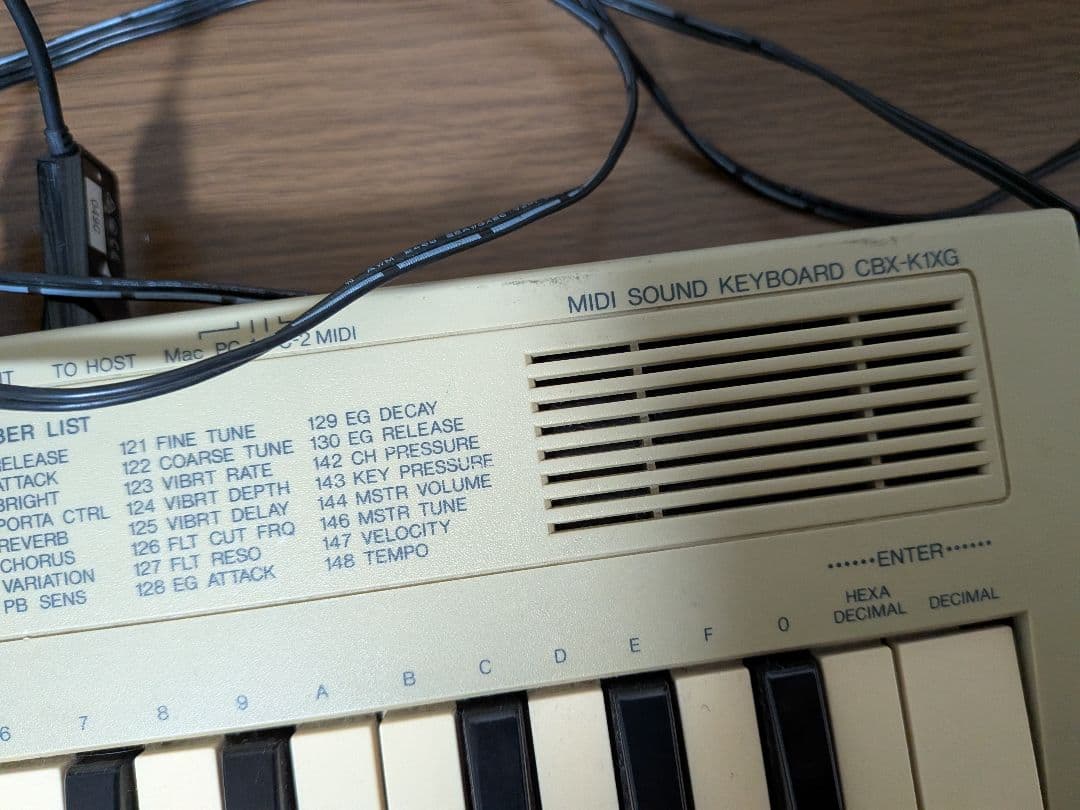 MIDI SOUND KEYBOARD CBX-K1XG
TO HOST
Mac PC-2 MIDI
LIST
ATTACK
BRIGHT
PORTA CTRL
REVERB
CHORUS
VARIATION
PB SENS
121 FINE TUNE
122 COARSE TUNE
123 VIBRT RATE
124 VIBRT DEPTH
125 VIBRT DELAY
126 FLT CUT FRQ
127 FLT RESO
128 EG ATTACK
129 EG DECAY
130 EG RELEASE
142 CH PRESSURE
143 KEY PRESSURE
144 MSTR VOLUME
146 MSTR TUNE
147 VELOCITY
148 TEMPO
••••••ENTER••••••
HEXA
DECIMAL
DECIMAL
6 7 8 9 A B C D E F 0